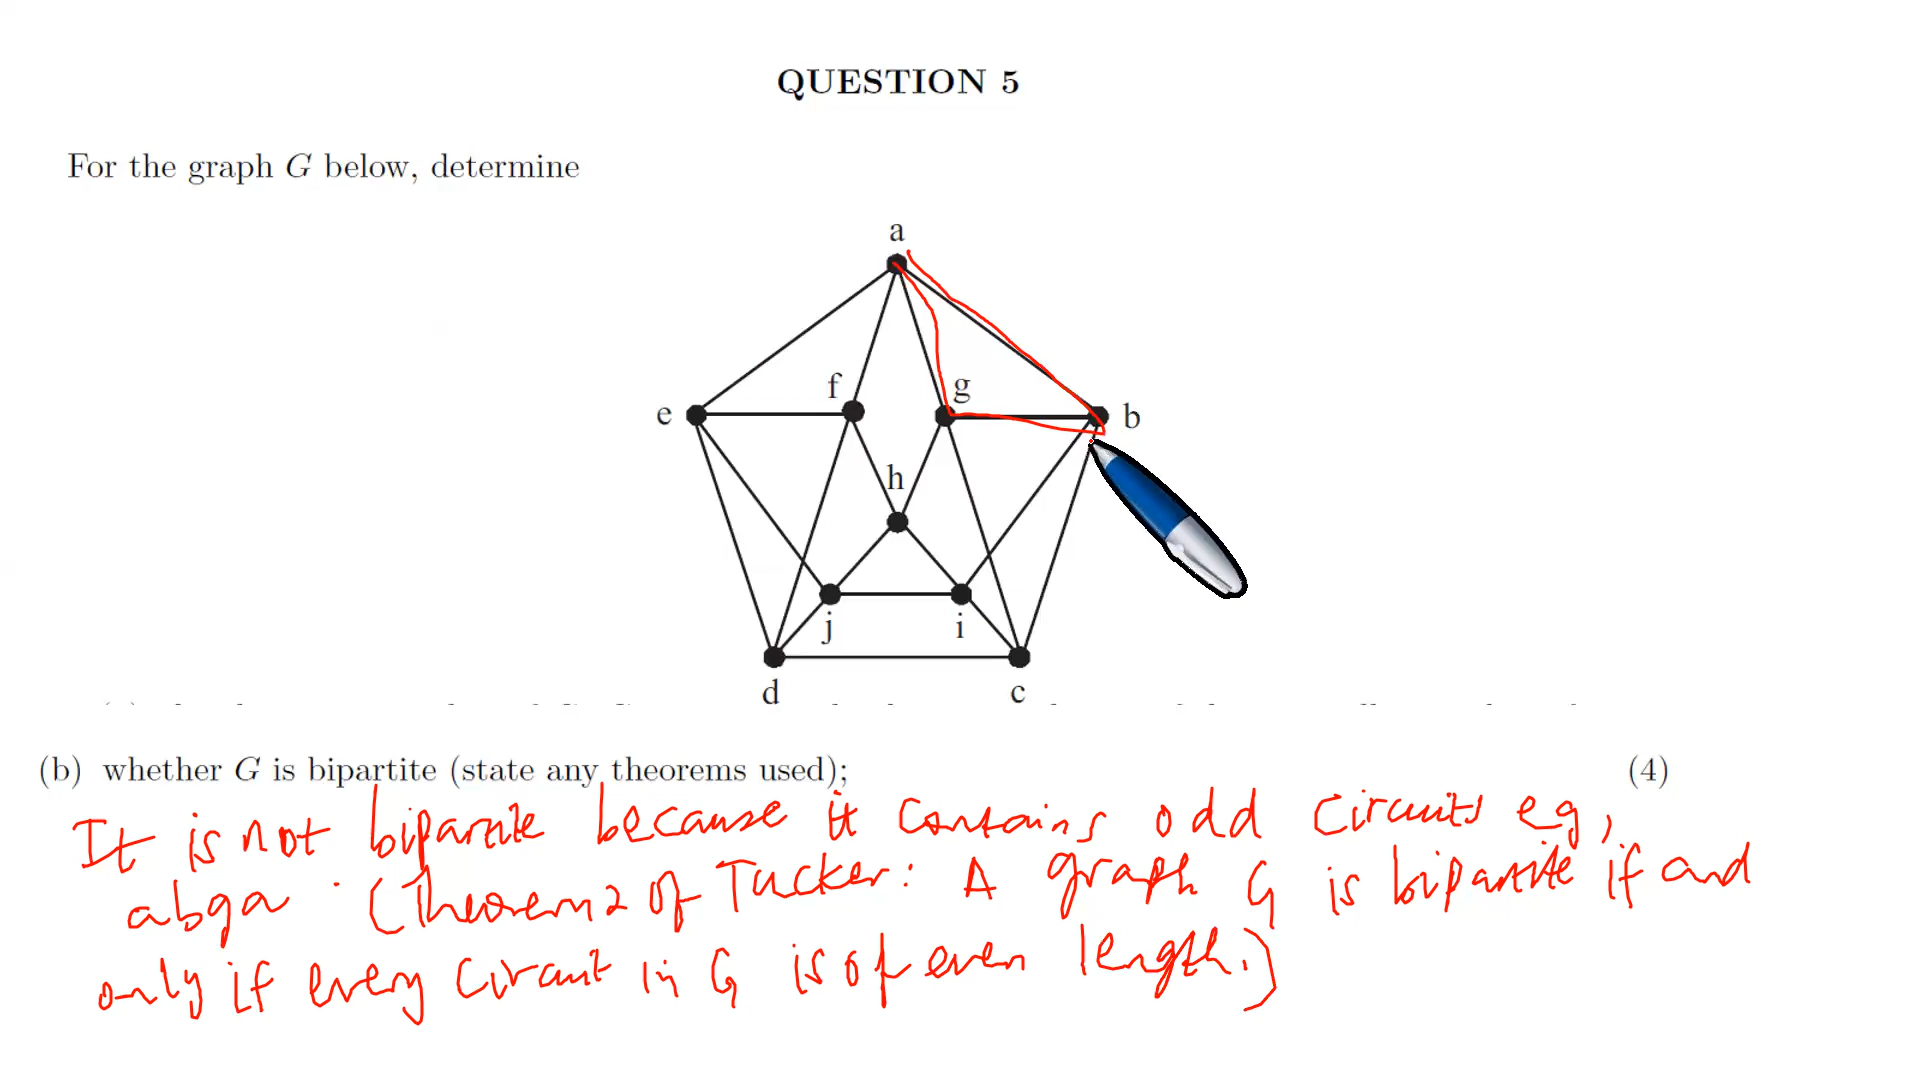 QUESTION 5
For the graph G below, determine
a
f
g
e
b
h
j
i
d
c
(b) whether G is bipartite (state any theorems used); (4)
It is not bipartite because it contains odd circuits eg,
abga. (Theorem 2 of Tucker: A graph G is bipartite if and
only if every circuit in G is of even length.)